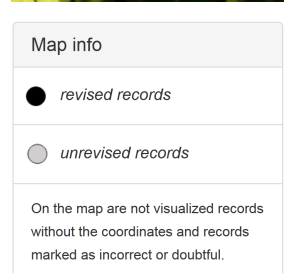 Map info
revised records
unrevised records
On the map are not visualized records
without the coordinates and records
marked as incorrect or doubtful.